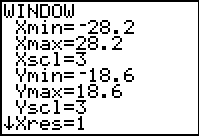 WINDOW
Xmin=-28.2
Xmax=28.2
Xscl=3
Ymin=-18.6
Ymax=18.6
Yscl=3
↓Xres=1